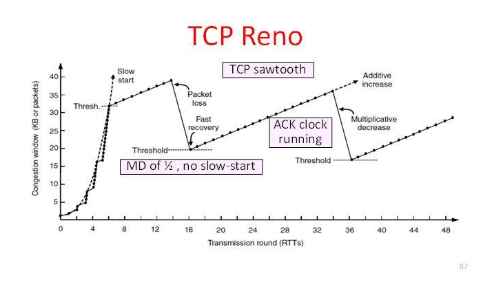 TCP Reno
TCP sawtooth
Slow
start
Additive
increase
Thresh.
Packet
loss
Fast
recovery
ACK clock
running
Multiplicative
decrease
Threshold
Threshold
MD of ½ , no slow-start
Congestion window (KB or packets)
40
35
30
25
20
15
10
5
0 4 8 12 16 20 24 28 32 36 40 44 48
Transmission round (RTTs)
87